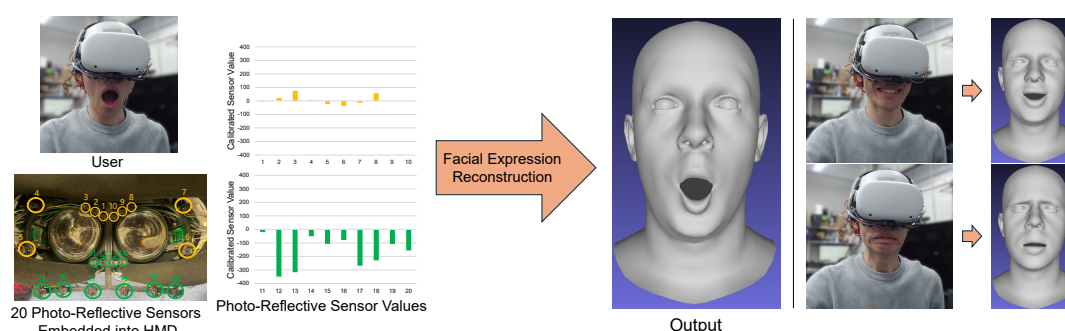 User
4
3
2
1
10
9
8
7
20 Photo-Reflective Sensors
Embedded into HMD
Calibrated Sensor Value
400
300
200
100
0
-100
-200
-300
-400
1 2 3 4 5 6 7 8 9 10
Calibrated Sensor Value
400
300
200
100
0
-100
-200
-300
-400
11 12 13 14 15 16 17 18 19 20
Photo-Reflective Sensor Values
Facial Expression
Reconstruction
Output